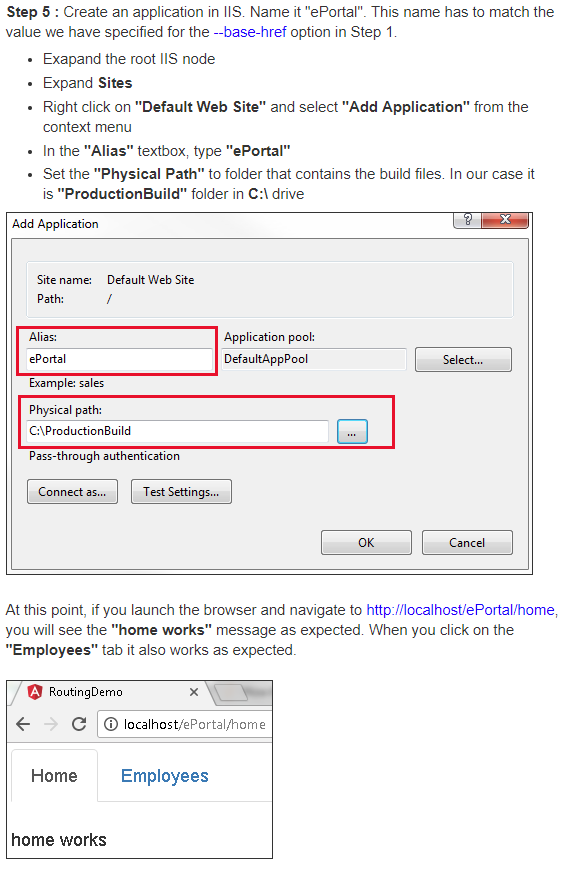 Step 5 : Create an application in IIS. Name it "ePortal". This name has to match the
value we have specified for the --base-href option in Step 1.
Exapand the root IIS node
Expand Sites
Right click on "Default Web Site" and select "Add Application" from the
context menu
In the "Alias" textbox, type "ePortal"
Set the "Physical Path" to folder that contains the build files. In our case it
is "ProductionBuild" folder in C:\ drive
Add Application
Site name: Default Web Site
Path: /
Alias: Application pool:
ePortal DefaultAppPool Select...
Example: sales
Physical path:
C:\ProductionBuild ...
Pass-through authentication
Connect as... Test Settings...
OK Cancel
At this point, if you launch the browser and navigate to http://localhost/ePortal/home,
you will see the "home works" message as expected. When you click on the
"Employees" tab it also works as expected.
RoutingDemo
localhost/ePortal/home
Home Employees
home works